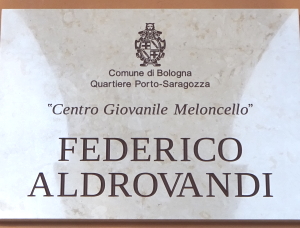 Comune di Bologna
Quartiere Porto-Saragozza
"Centro Giovanile Meloncello"
FEDERICO
ALDROVANDI